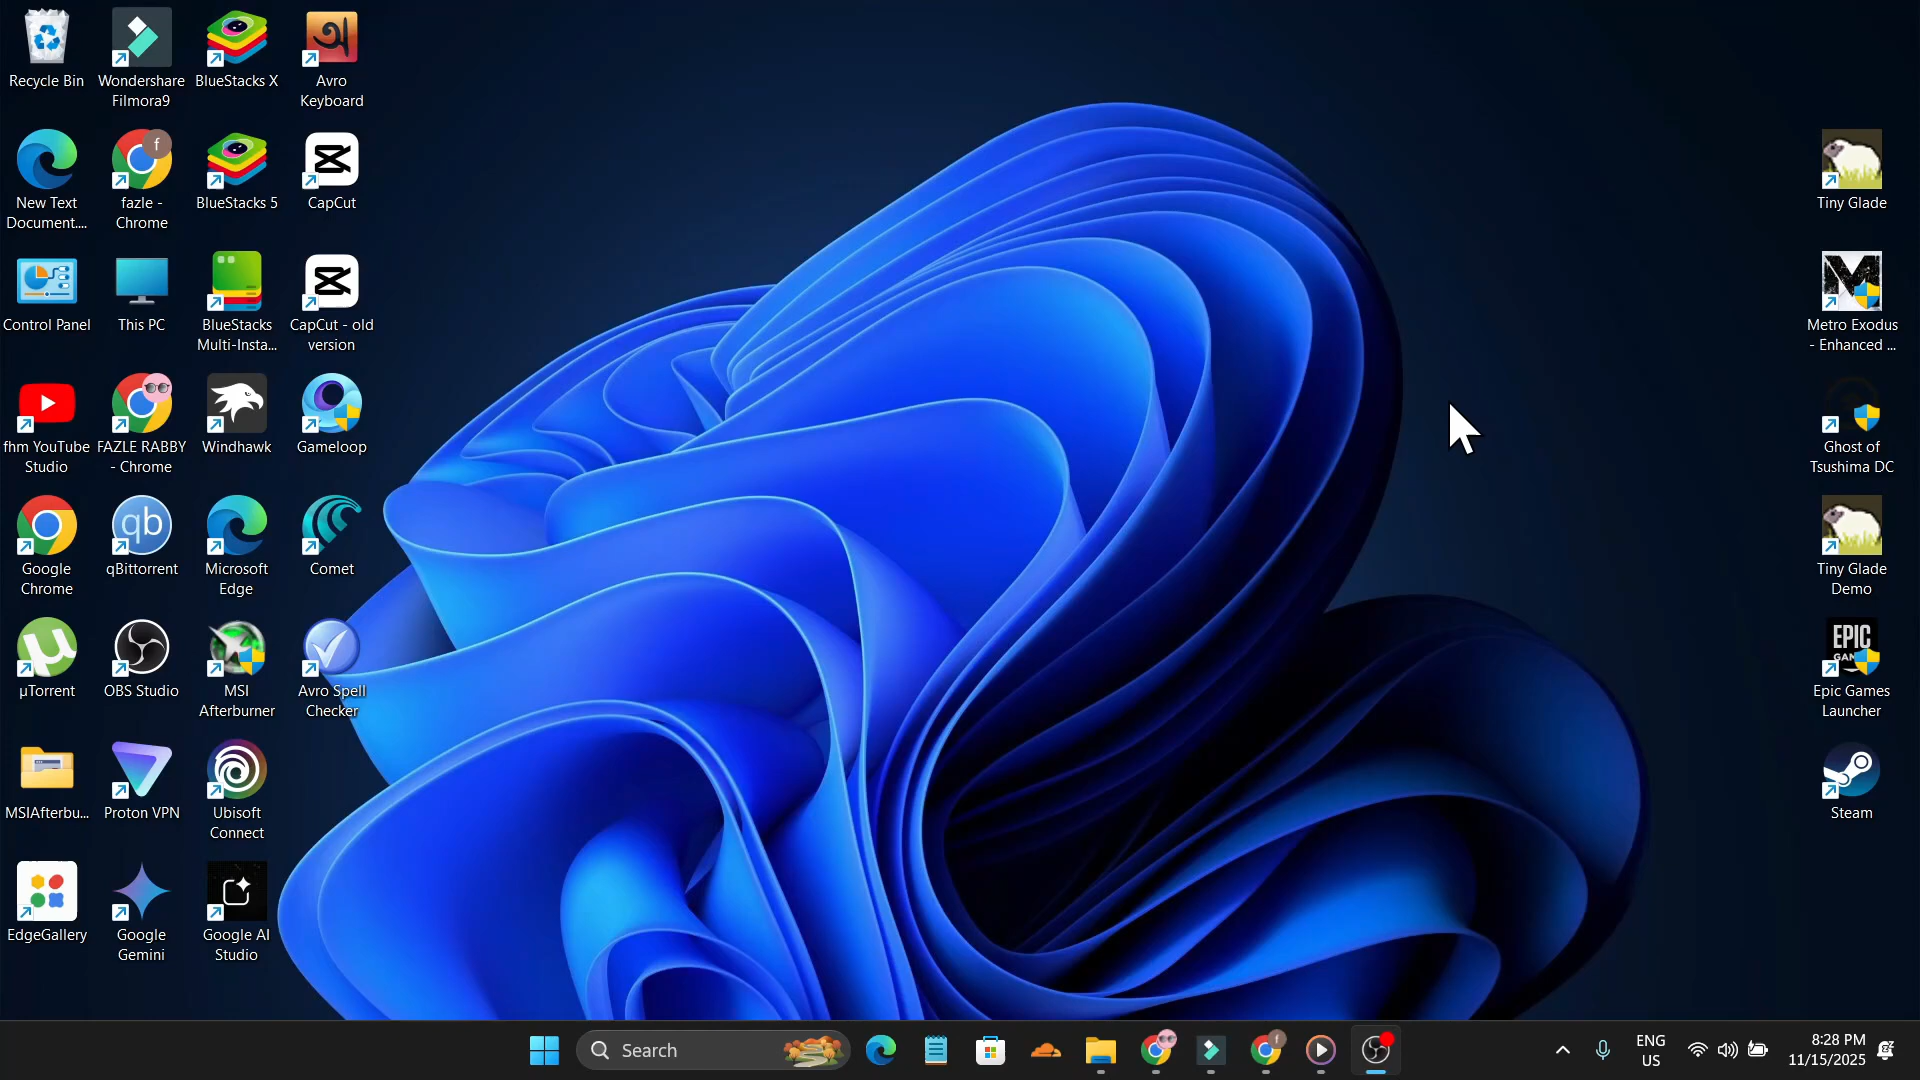 Recycle Bin
Wondershare
Filmora9
BlueStacks X
Avro
Keyboard
New Text
Document....
f
fazle -
Chrome
BlueStacks 5
CapCut
Control Panel
This PC
BlueStacks
Multi-Insta...
CapCut - old
version
fhm YouTube
Studio
FAZLE RABBY
- Chrome
Windhawk
Gameloop
Google
Chrome
qb
qBittorrent
Microsoft
Edge
Comet
µTorrent
OBS Studio
MSI
Afterburner
Avro Spell
Checker
MSIAfterbu...
Proton VPN
Ubisoft
Connect
EdgeGallery
Google
Gemini
Google AI
Studio
Tiny Glade
Metro Exodus
- Enhanced ...
Ghost of
Tsushima DC
Tiny Glade
Demo
EPIC
GAM
Epic Games
Launcher
Steam
Search
f
ENG
US
8:28 PM
11/15/2025